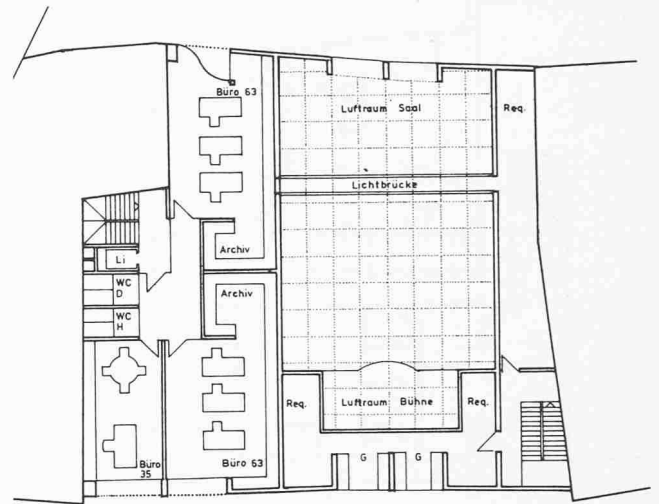 Büro 63
Luftraum Saal
Req.
Lichtbrücke
Archiv
Li
WC
D
Archiv
WC
H
Req.
Luftraum Bühne
Req.
Büro
35
Büro 63
G
G